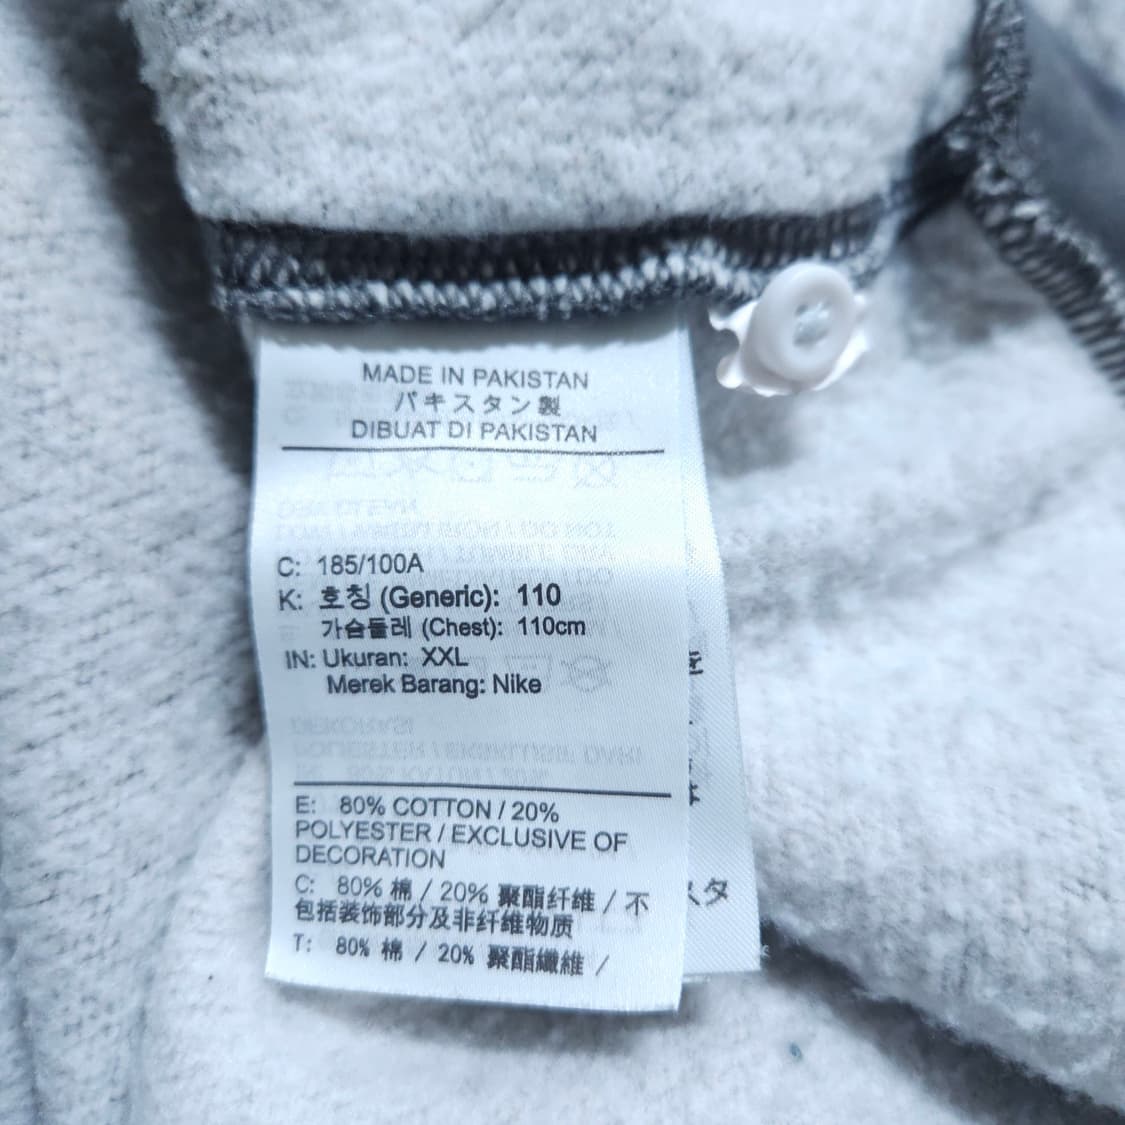 MADE IN PAKISTAN
パキスタン製
DIBUAT DI PAKISTAN
C: 185/100A
K: 호칭 (Generic): 110
가슴둘레 (Chest): 110cm
IN: Ukuran: XXL
Merek Barang: Nike
E: 80% COTTON / 20%
POLYESTER / EXCLUSIVE OF
DECORATION
C: 80% 棉 / 20% 聚酯纤维 / 不
包括装饰部分及非纤维物质
T: 80% 棉 / 20% 聚酯纖維 /
スタ